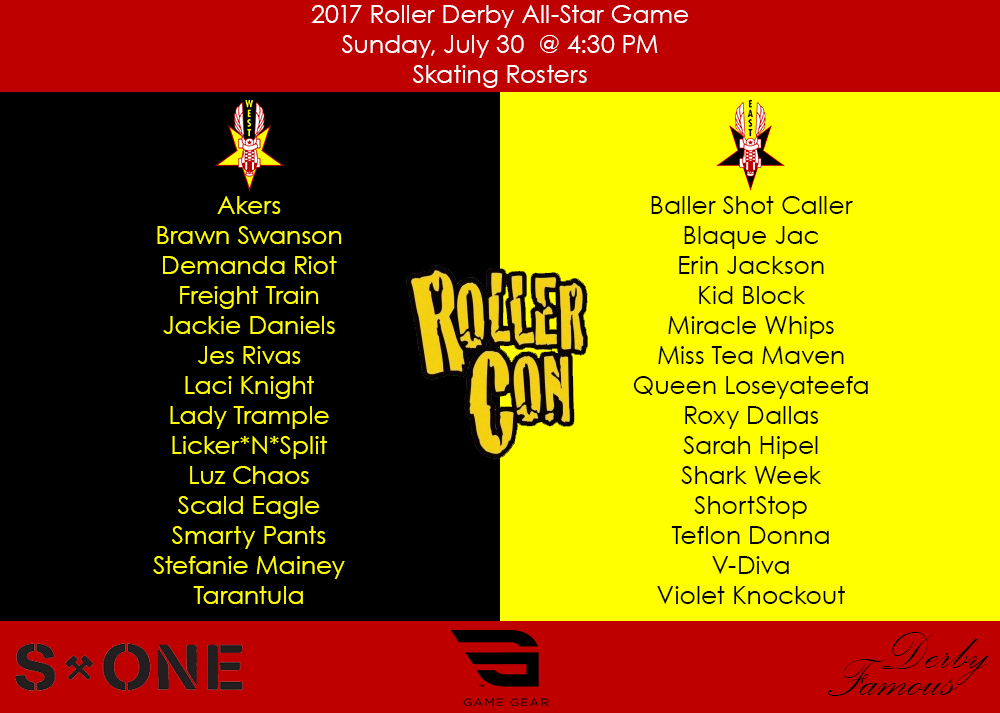 2017 Roller Derby All-Star Game
Sunday, July 30 @ 4:30 PM
Skating Rosters
WEST
Akers
Brawn Swanson
Demanda Riot
Freight Train
Jackie Daniels
Jes Rivas
Laci Knight
Lady Trample
Licker*N*Split
Luz Chaos
Scald Eagle
Smarty Pants
Stefanie Mainey
Tarantula
ROLLER
CON
EAST
Baller Shot Caller
Blaque Jac
Erin Jackson
Kid Block
Miracle Whips
Miss Tea Maven
Queen Loseyateefa
Roxy Dallas
Sarah Hipel
Shark Week
ShortStop
Teflon Donna
V-Diva
Violet Knockout
S ONE
GAME GEAR
Derby
Famous